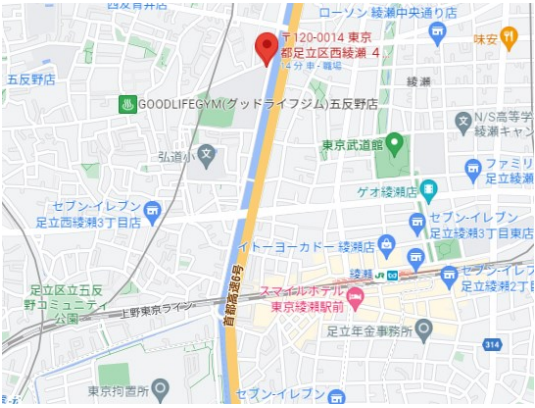 ローソン 綾瀬中央通り店
〒120-0014 東京
都足立区西綾瀬 4
14 分 車 - 職場
味安
綾瀬
五反野店
GOODLIFEGYM(グッドライフジム)五反野店
N/S高等学
綾瀬キャン
東京武道館
弘道小
ファミリ
足立綾瀬
ゲオ綾瀬店
セブン-イレブン
足立西綾瀬3丁目店
セブン-イレブン
足立綾瀬3丁目東店
イトーヨーカドー 綾瀬店
綾瀬
JR
セブン-イレブ
足立綾瀬2丁目
首都高速6号
足立区立五反
野コミュニティ
公園
スマイルホテル
東京綾瀬駅前
上野東京ライン
足立年金事務所
314
東京拘置所
セブン-イレブン